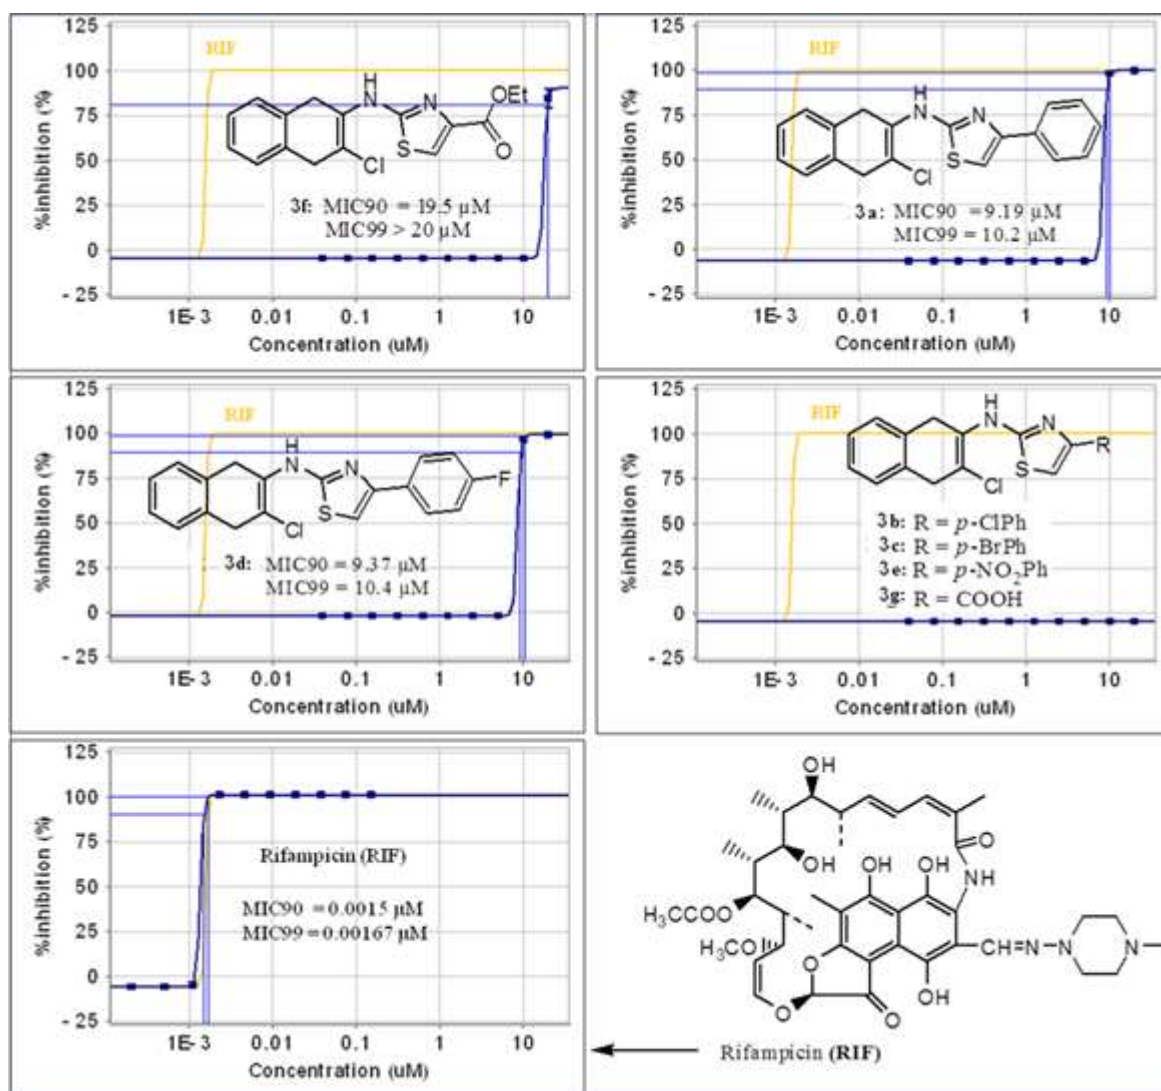 125
100
75
50
25
0
- 25
%inhibition (%)
RIF
H
N
N
OEt
S
O
Cl
3f: MIC90 = 19.5 µM
MIC99 > 20 µM
1E-3
0.01
0.1
1
10
Concentration (uM)
125
100
75
50
25
0
- 25
%inhibition (%)
RIF
H
N
N
S
Cl
3a: MIC90 =9.19 µM
MIC99 = 10.2 µM
1E-3
0.01
0.1
1
10
Concentration (uM)
125
100
75
50
25
0
- 25
%inhibition (%)
RIF
H
N
N
F
S
Cl
3d: MIC90 = 9.37 µM
MIC99 = 10.4 µM
1E-3
0.01
0.1
1
10
Concentration (uM)
125
100
75
50
25
0
- 25
%inhibition (%)
RIF
H
N
N
R
S
Cl
3b: R = p-ClPh
3c: R = p-BrPh
3e: R = p-NO₂Ph
3g: R = COOH
1E-3
0.01
0.1
1
10
Concentration (uM)
125
100
75
50
25
0
- 25
%inhibition (%)
Rifampicin (RIF)
MIC90 = 0.0015 µM
MIC99 = 0.00167 µM
1E-3
0.01
0.1
1
10
Concentration (uM)
OH
O
OH
OH
OH
NH
H₃CCOO
H₃CO
O
CH=N
N
N
OH
O
O
Rifampicin (RIF)